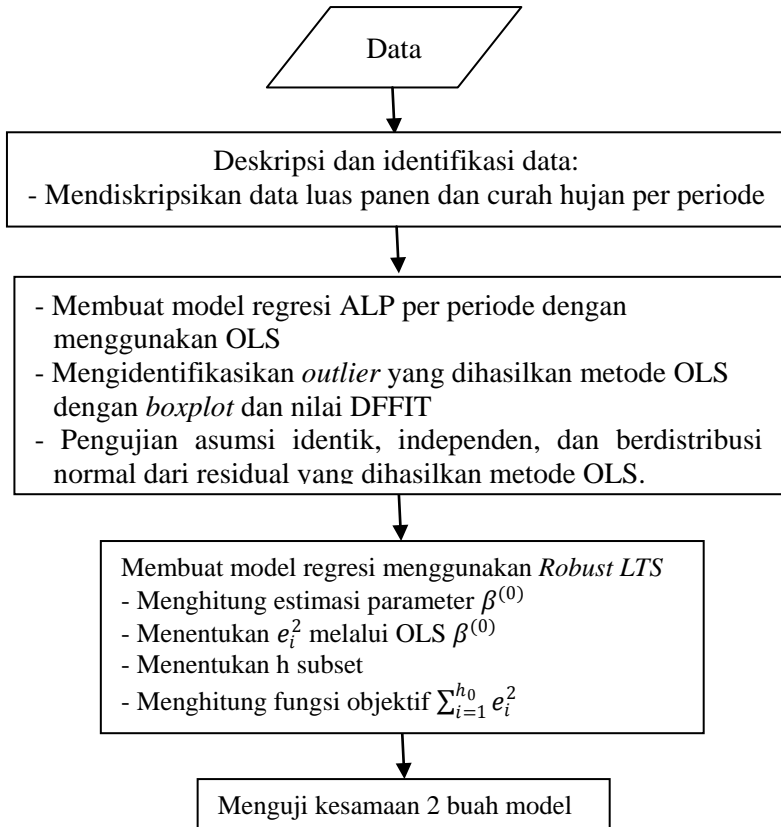 Data
Deskripsi dan identifikasi data:
- Mendiskripsikan data luas panen dan curah hujan per periode
- Membuat model regresi ALP per periode dengan
menggunakan OLS
- Mengidentifikasikan outlier yang dihasilkan metode OLS
dengan boxplot dan nilai DFFIT
- Pengujian asumsi identik, independen, dan berdistribusi
normal dari residual yang dihasilkan metode OLS.
Membuat model regresi menggunakan Robust LTS
- Menghitung estimasi parameter β^{(0)}
- Menentukan e_i^2 melalui OLS β^{(0)}
- Menentukan h subset
- Menghitung fungsi objektif ∑_{i=1}^{h_0} e_i^2
Menguji kesamaan 2 buah model